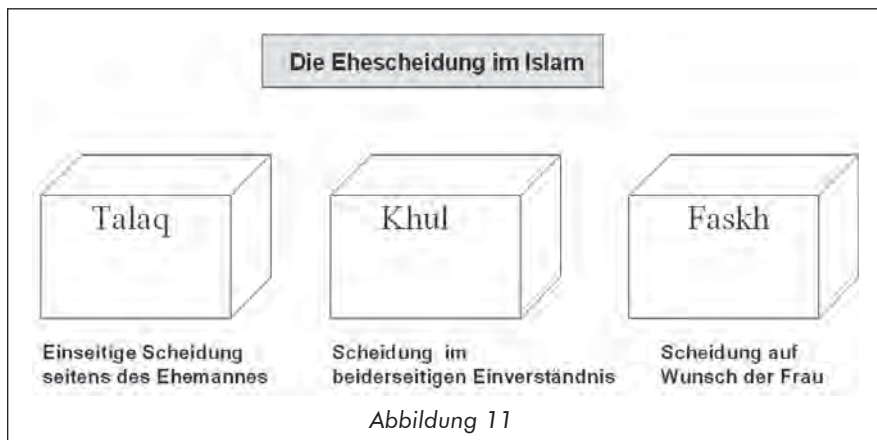 Die Ehescheidung im Islam
Talaq
Khul
Faskh
Einseitige Scheidung
seitens des Ehemannes
Scheidung im
beiderseitigen Einverständnis
Scheidung auf
Wunsch der Frau
Abbildung 11